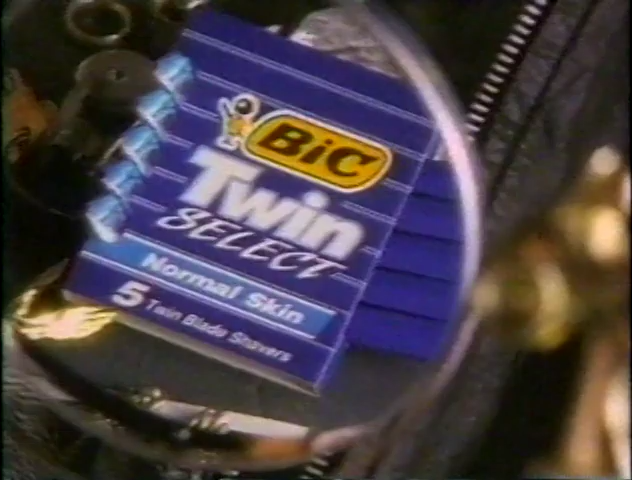 BiC
Twin
SELECT
Normal Skin
5 Twin Blade Shavers